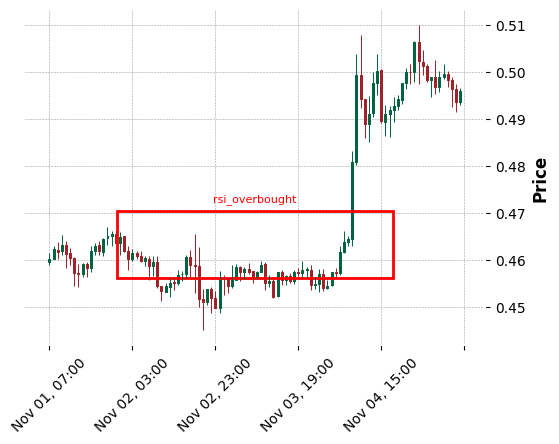 0.51
0.50
0.49
0.48
0.47
0.46
0.45
Price
rsi_overbought
Nov 01, 07:00
Nov 02, 03:00
Nov 02, 23:00
Nov 03, 19:00
Nov 04, 15:00